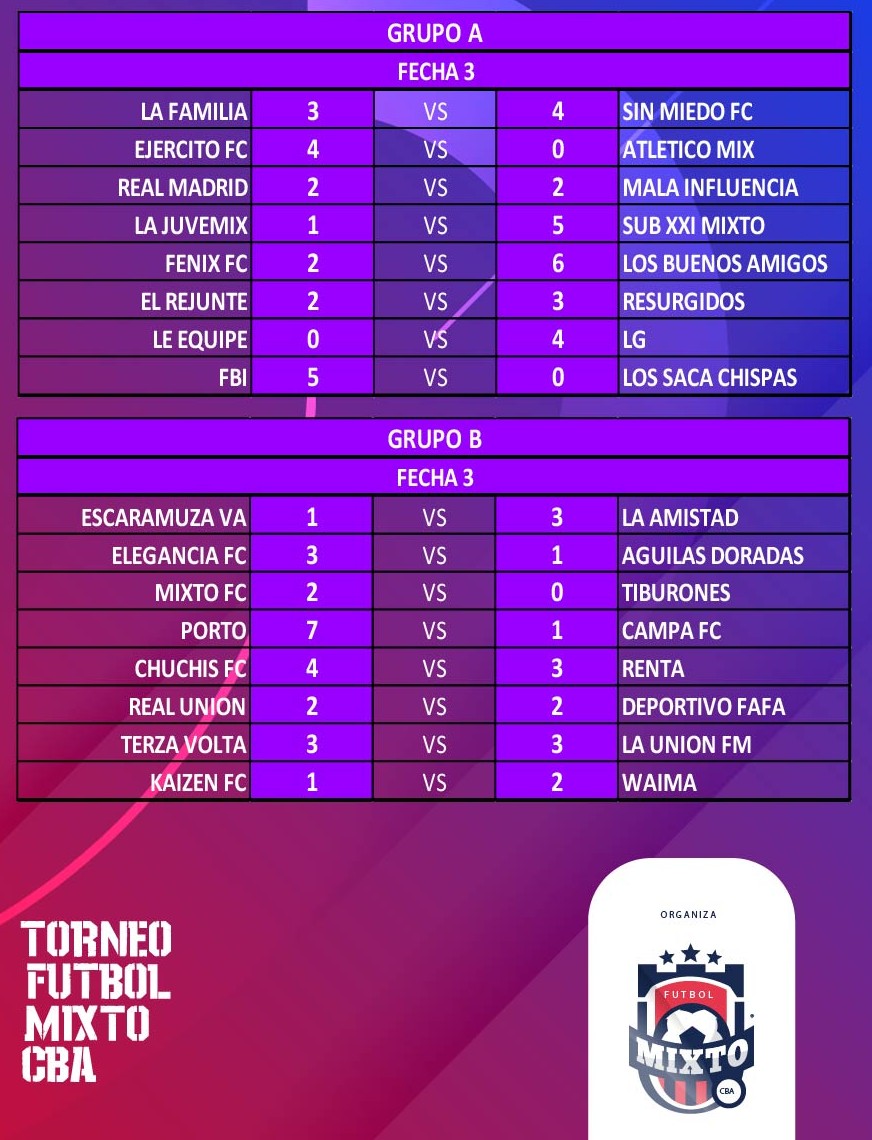 GRUPO A
FECHA 3
LA FAMILIA 3 VS 4 SIN MIEDO FC
EJERCITO FC 4 VS 0 ATLETICO MIX
REAL MADRID 2 VS 2 MALA INFLUENCIA
LA JUVEMIX 1 VS 5 SUB XXI MIXTO
FENIX FC 2 VS 6 LOS BUENOS AMIGOS
EL REJUNTE 2 VS 3 RESURGIDOS
LE EQUIPE 0 VS 4 LG
FBI 5 VS 0 LOS SACA CHISPAS
GRUPO B
FECHA 3
ESCARAMUZA VA 1 VS 3 LA AMISTAD
ELEGANCIA FC 3 VS 1 AGUILAS DORADAS
MIXTO FC 2 VS 0 TIBURONES
PORTO 7 VS 1 CAMPA FC
CHUCHIS FC 4 VS 3 RENTA
REAL UNION 2 VS 2 DEPORTIVO FAFA
TERZA VOLTA 3 VS 3 LA UNION FM
KAIZEN FC 1 VS 2 WAIMA
TORNEO
FUTBOL
MIXTO
CBA
ORGANIZA
FUTBOL
MIXTO
CBA